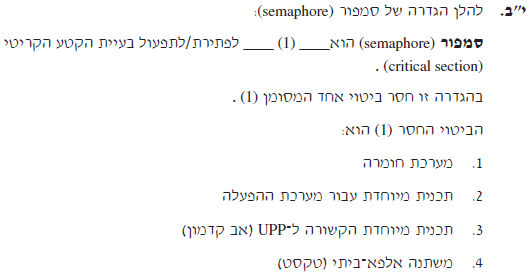 י״ב. להלן הגדרה של סמפור (semaphore):
סמפור (semaphore) הוא____ (1) ____ לפתירת/לתפעול בעיית הקטע הקריטי
(critical section) .
בהגדרה זו חסר ביטוי אחד המסומן (1) .
הביטוי החסר (1) הוא:
1. מערכת חומרה
2. תכנית מיוחדת עבור מערכת ההפעלה
3. תכנית מיוחדת הקשורה ל־UPP (אב קדמון)
4. משתנה אלפא־ביתי (טקסט)